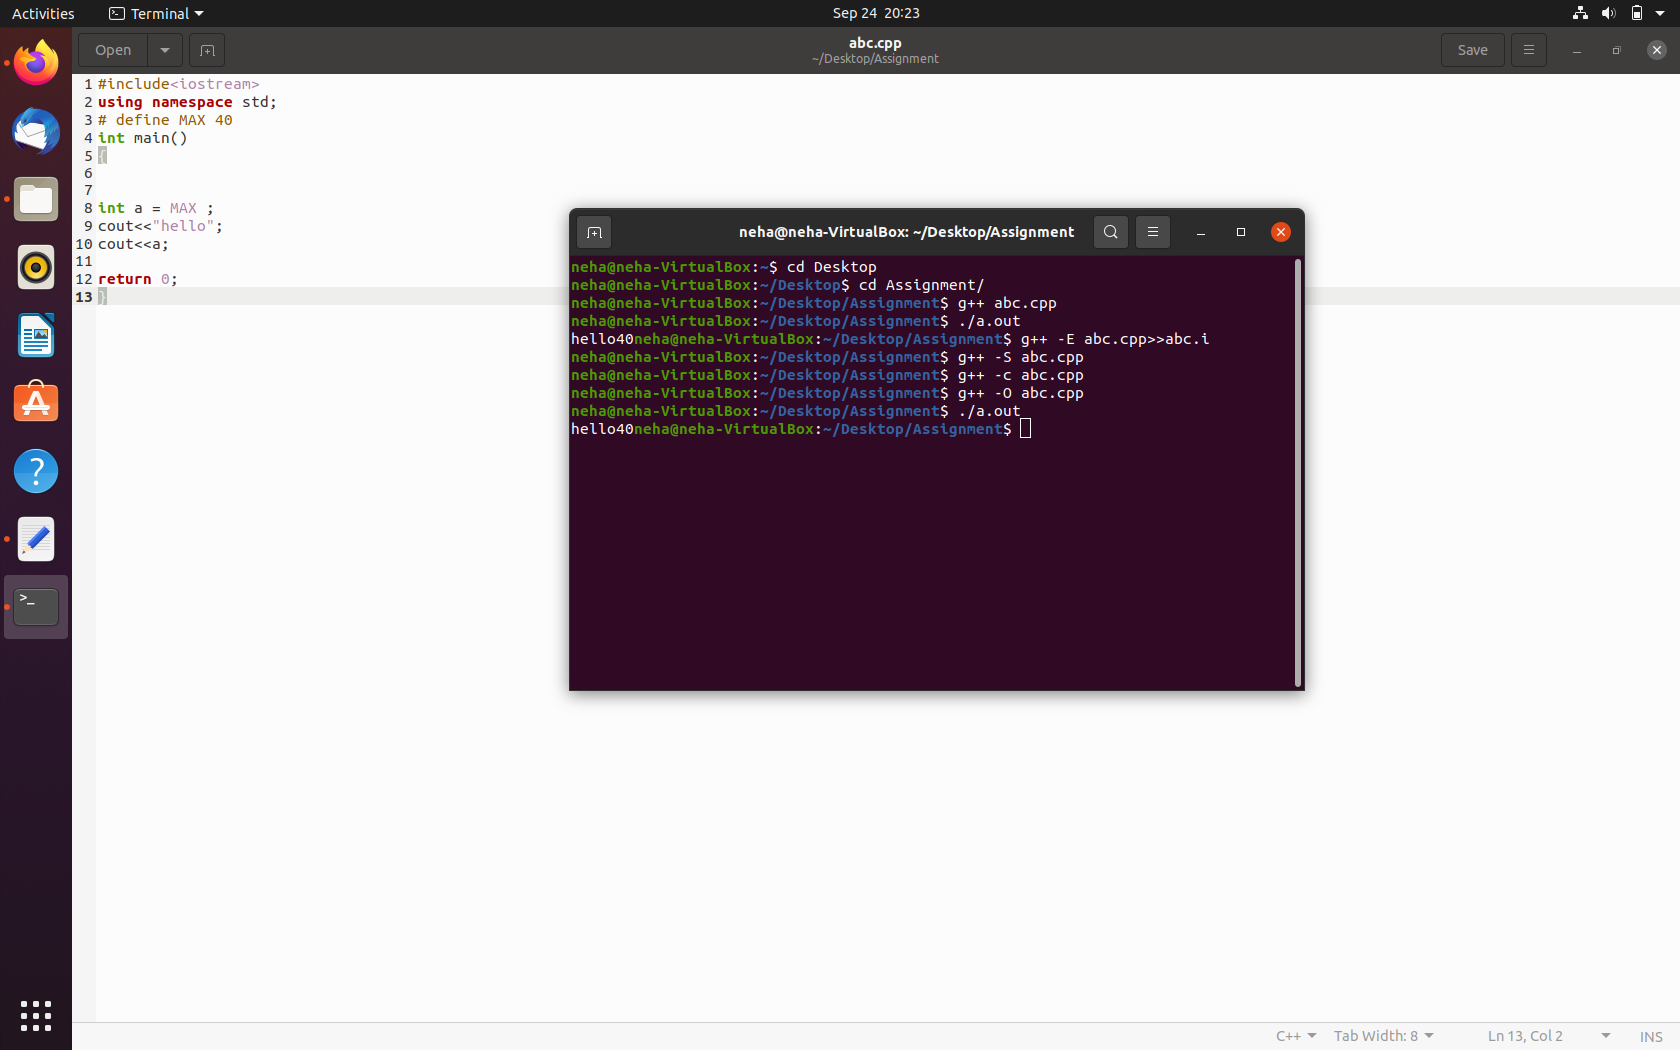 Activities
Terminal
Sep 24 20:23
Open
abc.cpp
~/Desktop/Assignment
Save
1 #include<iostream>
2 using namespace std;
3 # define MAX 40
4 int main()
5 {
6
7
8 int a = MAX ;
9 cout<<"hello";
10 cout<<a;
11
12 return 0;
13 }
neha@neha-VirtualBox: ~/Desktop/Assignment
neha@neha-VirtualBox:~$ cd Desktop
neha@neha-VirtualBox:~/Desktop$ cd Assignment/
neha@neha-VirtualBox:~/Desktop/Assignment$ g++ abc.cpp
neha@neha-VirtualBox:~/Desktop/Assignment$ ./a.out
hello40neha@neha-VirtualBox:~/Desktop/Assignment$ g++ -E abc.cpp>>abc.i
neha@neha-VirtualBox:~/Desktop/Assignment$ g++ -S abc.cpp
neha@neha-VirtualBox:~/Desktop/Assignment$ g++ -c abc.cpp
neha@neha-VirtualBox:~/Desktop/Assignment$ g++ -O abc.cpp
neha@neha-VirtualBox:~/Desktop/Assignment$ ./a.out
hello40neha@neha-VirtualBox:~/Desktop/Assignment$
C++
Tab Width: 8
Ln 13, Col 2
INS